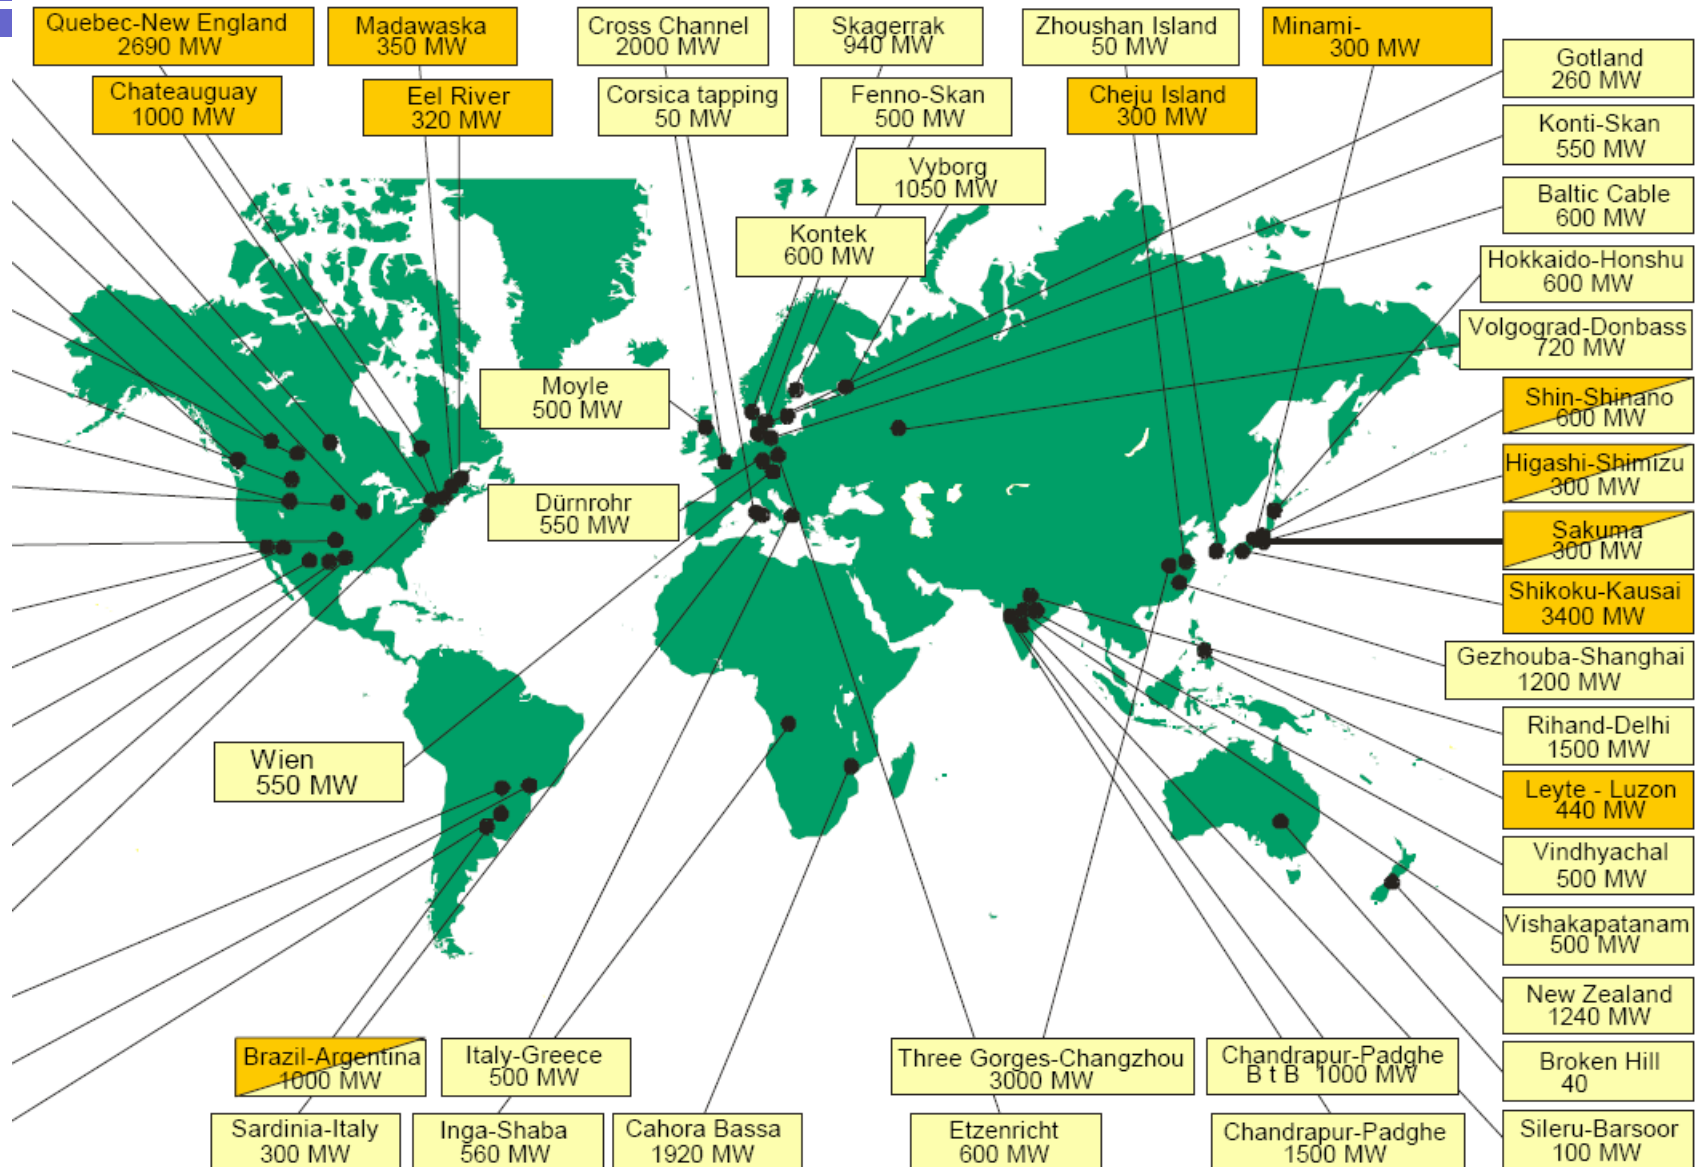 Quebec-New England
2690 MW
Madawaska
350 MW
Cross Channel
2000 MW
Skagerrak
940 MW
Zhoushan Island
50 MW
Minami-
300 MW
Gotland
260 MW
Chateauguay
1000 MW
Eel River
320 MW
Corsica tapping
50 MW
Fenno-Skan
500 MW
Cheju Island
300 MW
Konti-Skan
550 MW
Vyborg
1050 MW
Baltic Cable
600 MW
Kontek
600 MW
Hokkaido-Honshu
600 MW
Volgograd-Donbass
720 MW
Moyle
500 MW
Shin-Shinano
600 MW
Higashi-Shimizu
300 MW
Dürnrohr
550 MW
Sakuma
300 MW
Shikoku-Kausai
3400 MW
Gezhouba-Shanghai
1200 MW
Rihand-Delhi
1500 MW
Wien
550 MW
Leyte - Luzon
440 MW
Vindhyachal
500 MW
Vishakapatanam
500 MW
New Zealand
1240 MW
Brazil-Argentina
1000 MW
Italy-Greece
500 MW
Three Gorges-Changzhou
3000 MW
Chandrapur-Padghe
B t B 1000 MW
Broken Hill
40
Sardinia-Italy
300 MW
Inga-Shaba
560 MW
Cahora Bassa
1920 MW
Etzenricht
600 MW
Chandrapur-Padghe
1500 MW
Sileru-Barsoor
100 MW